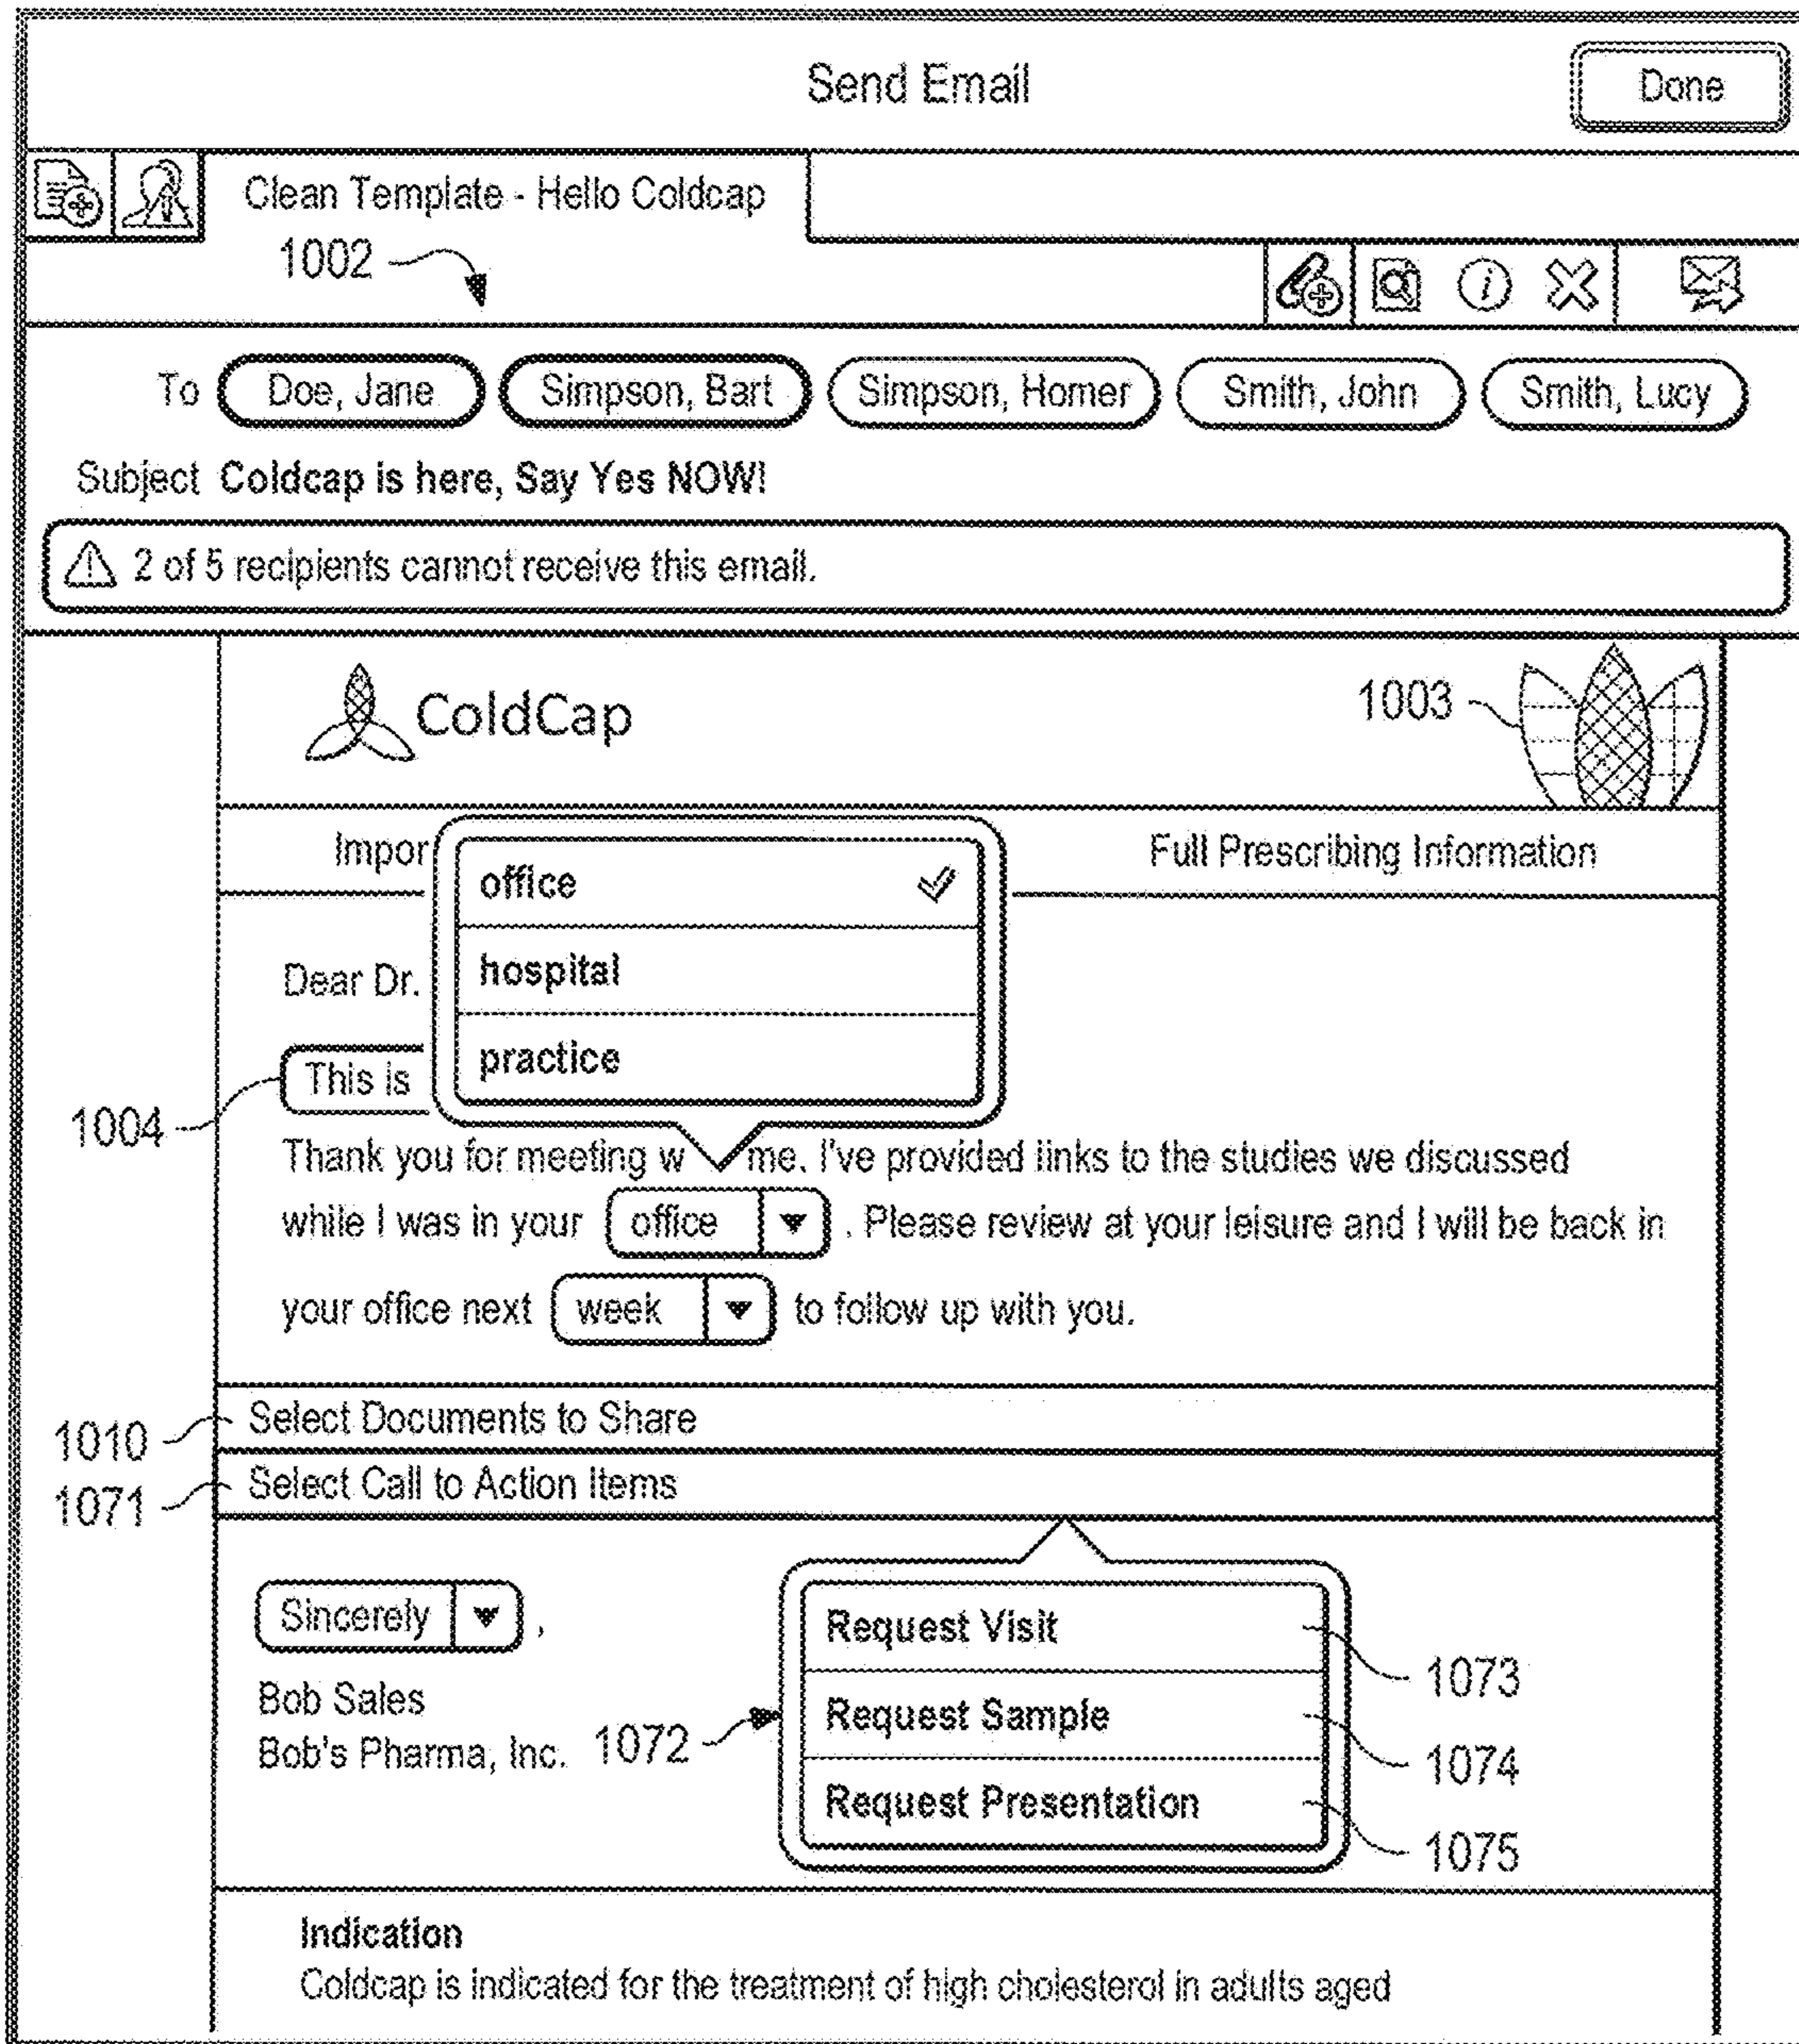 Send Email
Done
Clean Template - Hello Coldcap
1002
To Doe, Jane Simpson, Bart Simpson, Homer Smith, John Smith, Lucy
Subject Coldcap is here, Say Yes NOW!
2 of 5 recipients cannot receive this email.
ColdCap
1003
Impor
Full Prescribing Information
office
hospital
practice
Dear Dr.
This is
1004
Thank you for meeting w me. I've provided links to the studies we discussed
while I was in your office . Please review at your leisure and I will be back in
your office next week to follow up with you.
1010
Select Documents to Share
1071
Select Call to Action Items
Sincerely ,
Bob Sales
Bob's Pharma, Inc.
1072
Request Visit
1073
Request Sample
1074
Request Presentation
1075
Indication
Coldcap is indicated for the treatment of high cholesterol in adults aged